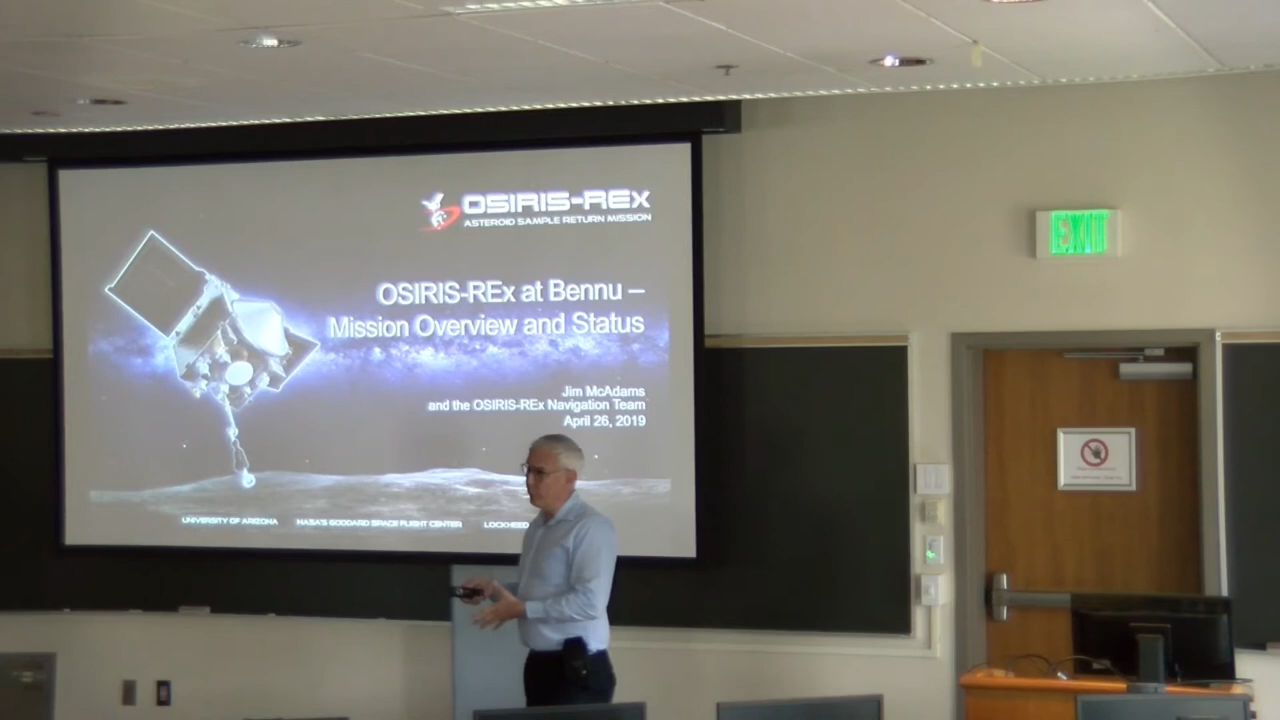 OSIRIS-REx
ASTEROID SAMPLE RETURN MISSION
OSIRIS-REx at Bennu –
Mission Overview and Status
Jim McAdams
and the OSIRIS-REx Navigation Team
April 26, 2019
UNIVERSITY OF ARIZONA NASA'S GODDARD SPACE FLIGHT CENTER LOCKHEED
EXIT